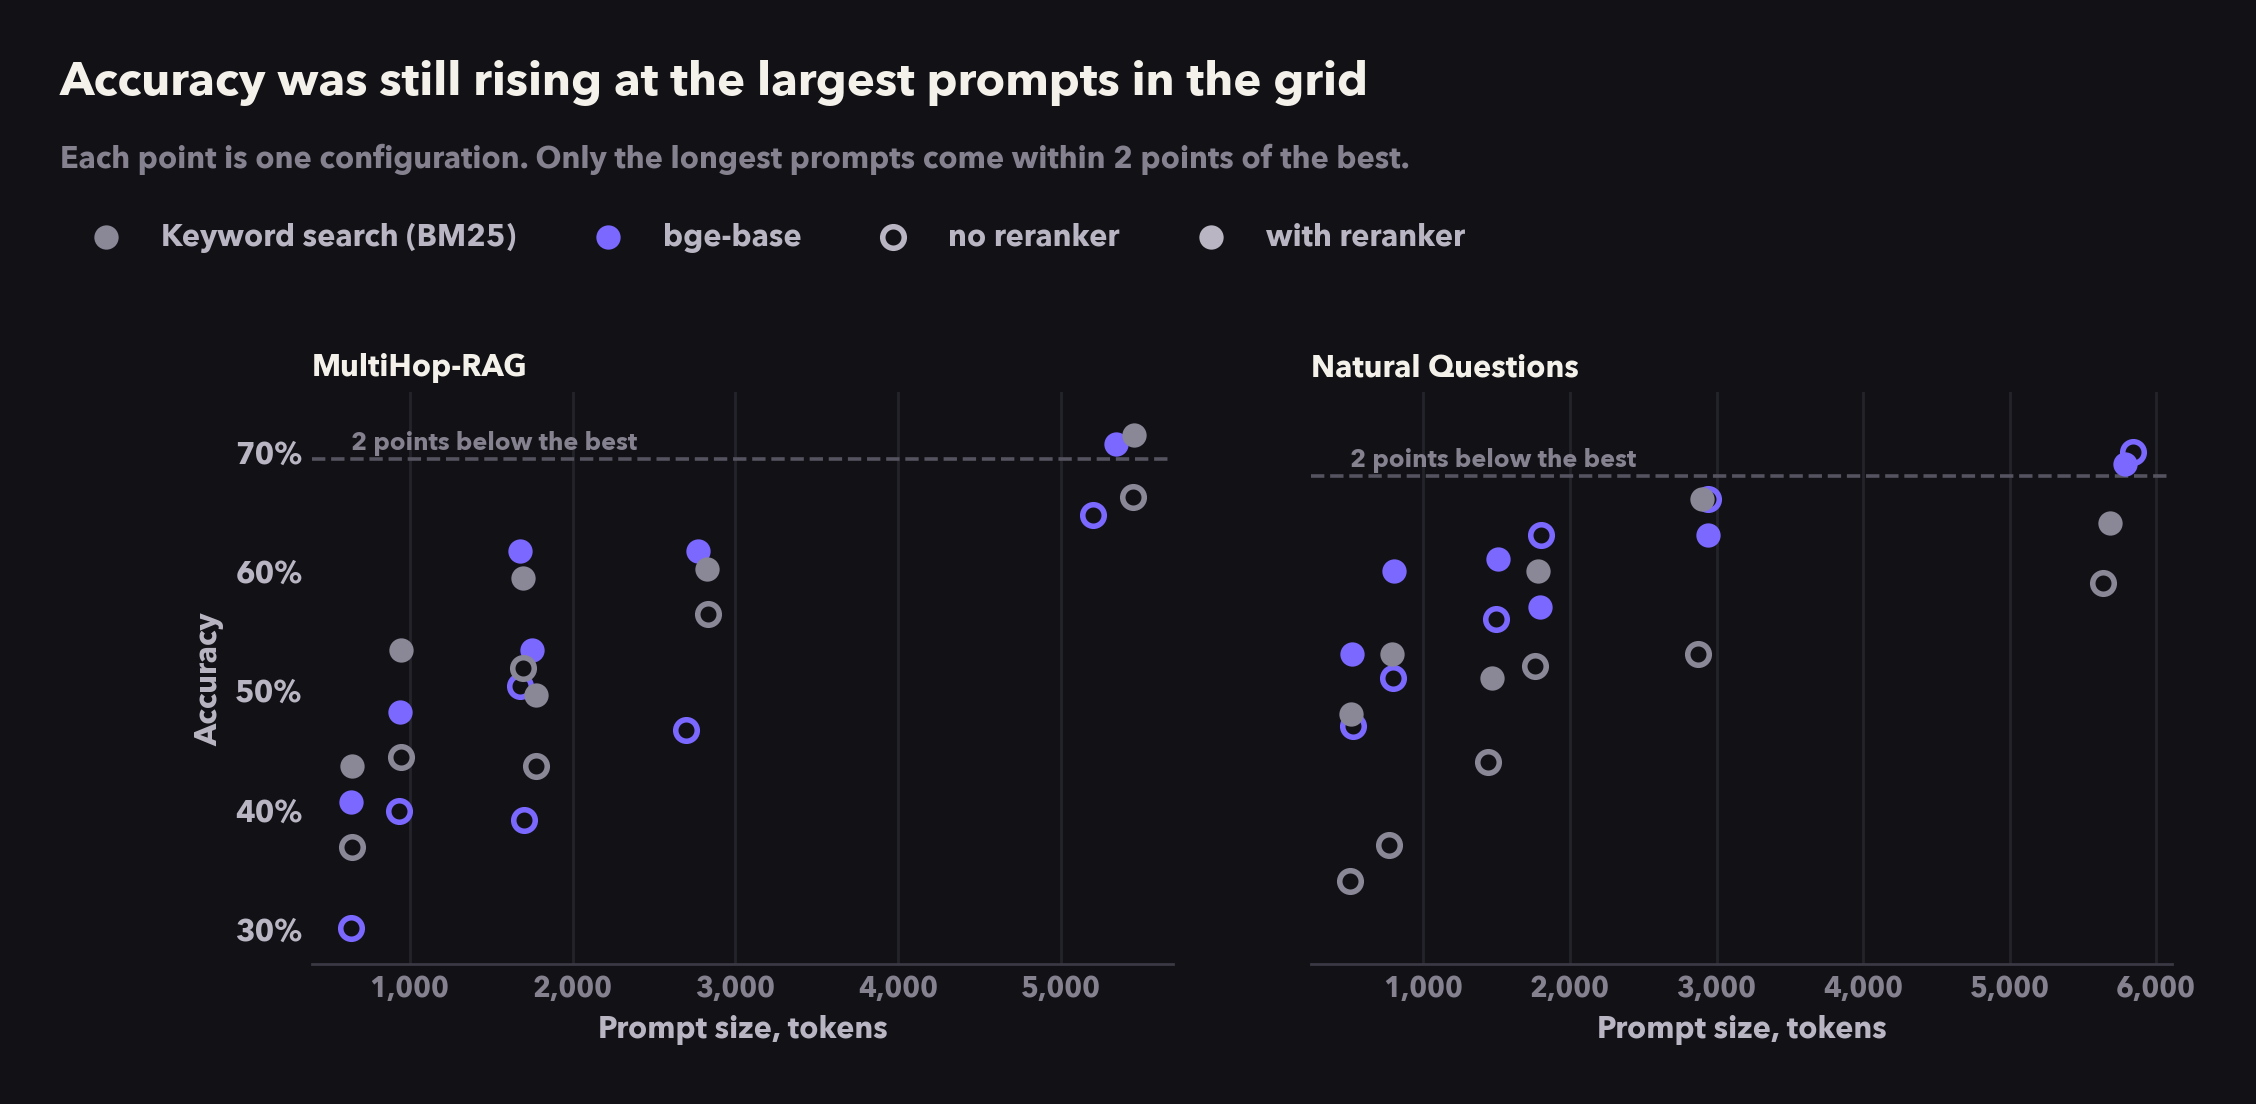 Accuracy was still rising at the largest prompts in the grid
Each point is one configuration. Only the longest prompts come within 2 points of the best.
Keyword search (BM25) bge-base no reranker with reranker
MultiHop-RAG
2 points below the best
70%
60%
50%
40%
30%
Accuracy
1,000 2,000 3,000 4,000 5,000
Prompt size, tokens
Natural Questions
2 points below the best
1,000 2,000 3,000 4,000 5,000 6,000
Prompt size, tokens